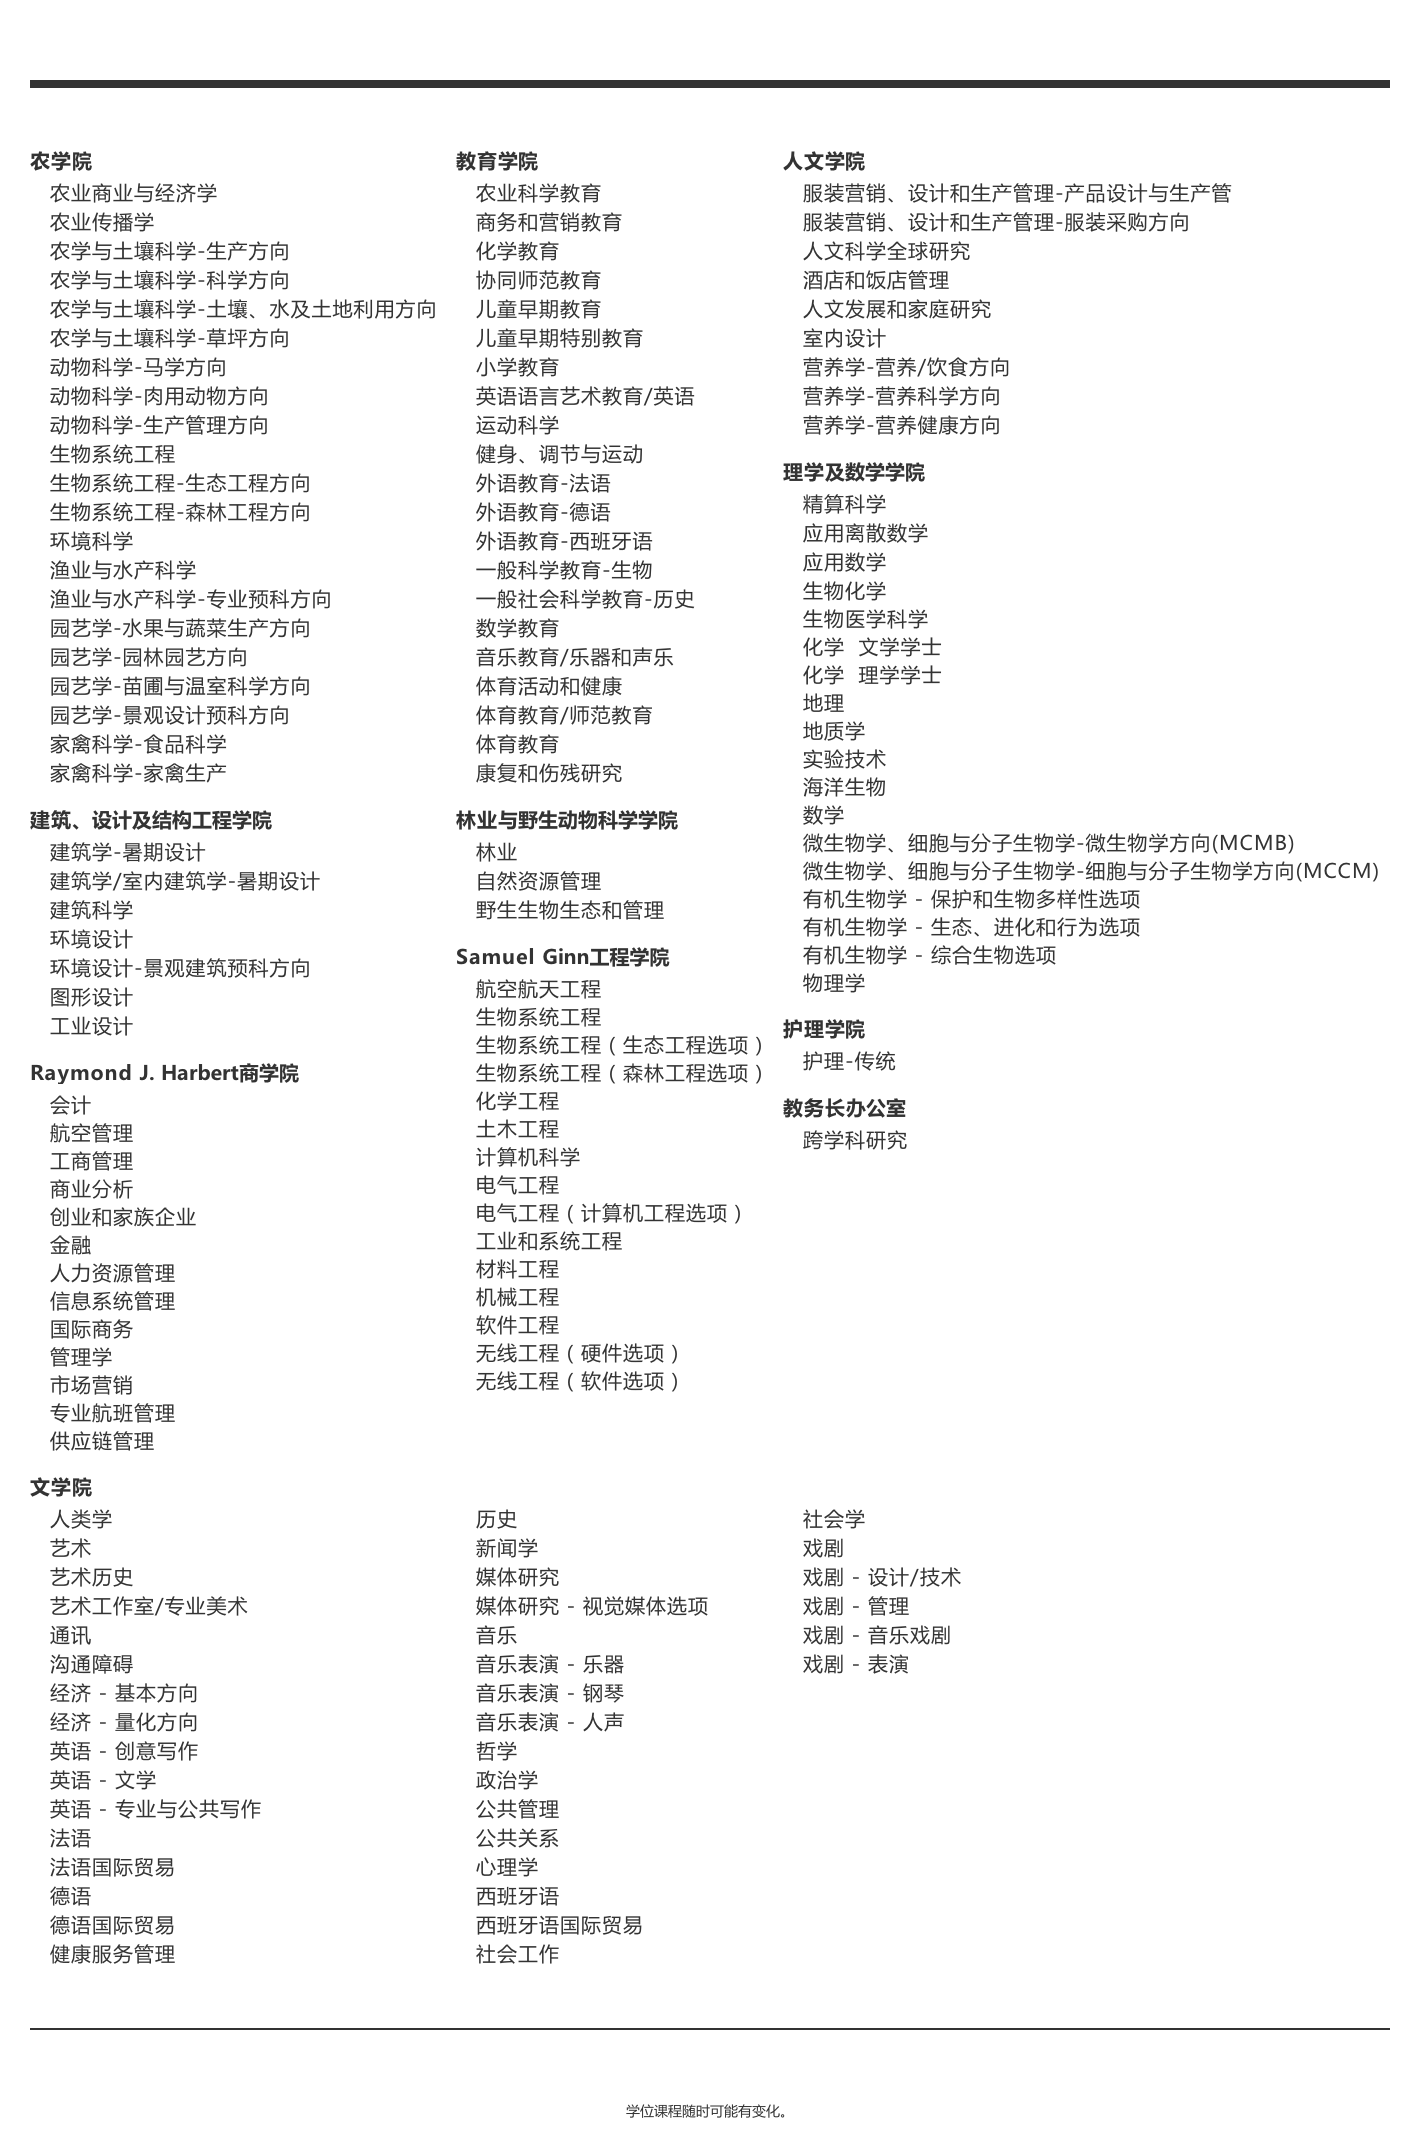 农学院
农业商业与经济学
农业传播学
农学与土壤科学-生产方向
农学与土壤科学-科学方向
农学与土壤科学-土壤、水及土地利用方向
农学与土壤科学-草坪方向
动物科学-马学方向
动物科学-肉用动物方向
动物科学-生产管理方向
生物系统工程
生物系统工程-生态工程方向
生物系统工程-森林工程方向
环境科学
渔业与水产科学
渔业与水产科学-专业预科方向
园艺学-水果与蔬菜生产方向
园艺学-园林园艺方向
园艺学-苗圃与温室科学方向
园艺学-景观设计预科方向
家禽科学-食品科学
家禽科学-家禽生产
建筑、设计及结构工程学院
建筑学-暑期设计
建筑学/室内建筑学-暑期设计
建筑科学
环境设计
环境设计-景观建筑预科方向
图形设计
工业设计
Raymond J. Harbert商学院
会计
航空管理
工商管理
商业分析
创业和家族企业
金融
人力资源管理
信息系统管理
国际商务
管理学
市场营销
专业航班管理
供应链管理
教育学院
农业科学教育
商务和营销教育
化学教育
协同师范教育
儿童早期教育
儿童早期特别教育
小学教育
英语语言艺术教育/英语
运动科学
健身、调节与运动
外语教育-法语
外语教育-德语
外语教育-西班牙语
一般科学教育-生物
一般社会科学教育-历史
数学教育
音乐教育/乐器和声乐
体育活动和健康
体育教育/师范教育
体育教育
康复和伤残研究
林业与野生动物科学学院
林业
自然资源管理
野生生物生态和管理
Samuel Ginn工程学院
航空航天工程
生物系统工程
生物系统工程（生态工程选项）
生物系统工程（森林工程选项）
化学工程
土木工程
计算机科学
电气工程
电气工程（计算机工程选项）
工业和系统工程
材料工程
机械工程
软件工程
无线工程（硬件选项）
无线工程（软件选项）
人文学院
服装营销、设计和生产管理-产品设计与生产管
服装营销、设计和生产管理-服装采购方向
人文科学全球研究
酒店和饭店管理
人文发展和家庭研究
室内设计
营养学-营养/饮食方向
营养学-营养科学方向
营养学-营养健康方向
理学及数学学院
精算科学
应用离散数学
应用数学
生物化学
生物医学科学
化学 文学学士
化学 理学学士
地理
地质学
实验技术
海洋生物
数学
微生物学、细胞与分子生物学-微生物学方向(MCMB)
微生物学、细胞与分子生物学-细胞与分子生物学方向(MCCM)
有机生物学 - 保护和生物多样性选项
有机生物学 - 生态、进化和行为选项
有机生物学 - 综合生物选项
物理学
护理学院
护理-传统
教务长办公室
跨学科研究
文学院
人类学
艺术
艺术历史
艺术工作室/专业美术
通讯
沟通障碍
经济 - 基本方向
经济 - 量化方向
英语 - 创意写作
英语 - 文学
英语 - 专业与公共写作
法语
法语国际贸易
德语
德语国际贸易
健康服务管理
历史
新闻学
媒体研究
媒体研究 - 视觉媒体选项
音乐
音乐表演 - 乐器
音乐表演 - 钢琴
音乐表演 - 人声
哲学
政治学
公共管理
公共关系
心理学
西班牙语
西班牙语国际贸易
社会工作
社会学
戏剧
戏剧 - 设计/技术
戏剧 - 管理
戏剧 - 音乐戏剧
戏剧 - 表演
学位课程随时可能有变化。